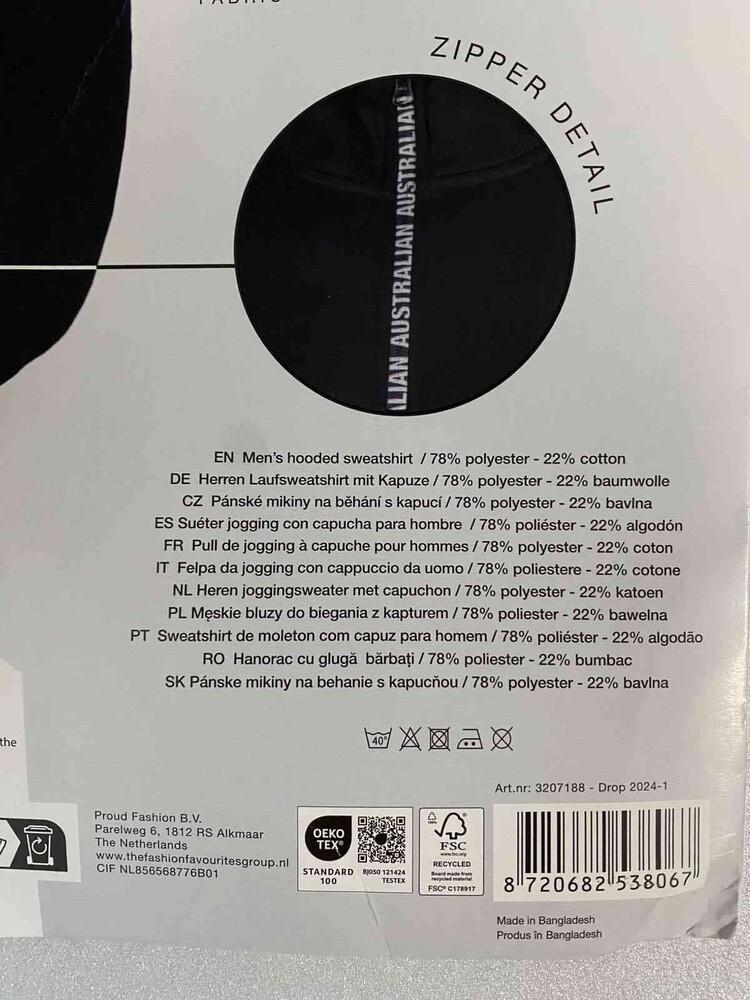 FABRIC
ZIPPER DETAIL
LIAN AUSTRALIAN AUSTRALIAN
EN Men's hooded sweatshirt / 78% polyester - 22% cotton
DE Herren Laufsweatshirt mit Kapuze / 78% polyester - 22% baumwolle
CZ Pánské mikiny na běhání s kapucí / 78% polyester - 22% bavlna
ES Suéter jogging con capucha para hombre / 78% poliéster - 22% algodón
FR Pull de jogging à capuche pour hommes / 78% polyester - 22% coton
IT Felpa da jogging con cappuccio da uomo / 78% poliestere - 22% cotone
NL Heren joggingsweater met capuchon / 78% polyester - 22% katoen
PL Męskie bluzy do biegania z kapturem / 78% poliester - 22% bawelna
PT Sweatshirt de moleton com capuz para homem / 78% poliéster - 22% algodão
RO Hanorac cu glugă bărbați / 78% poliester - 22% bumbac
SK Pánske mikiny na behanie s kapucňou / 78% polyester - 22% bavlna
40°
the
Art.nr: 3207188 - Drop 2024-1
Proud Fashion B.V.
Parelweg 6, 1812 RS Alkmaar
The Netherlands
www.thefashionfavouritesgroup.nl
CIF NL856568776B01
OEKO
TEX®
STANDARD
100
BJ050 121424
TESTEX
FSC
www.fsc.org
RECYCLED
Board made from
recycled material
FSC® C178917
8 720682 538067
Made in Bangladesh
Produs în Bangladesh